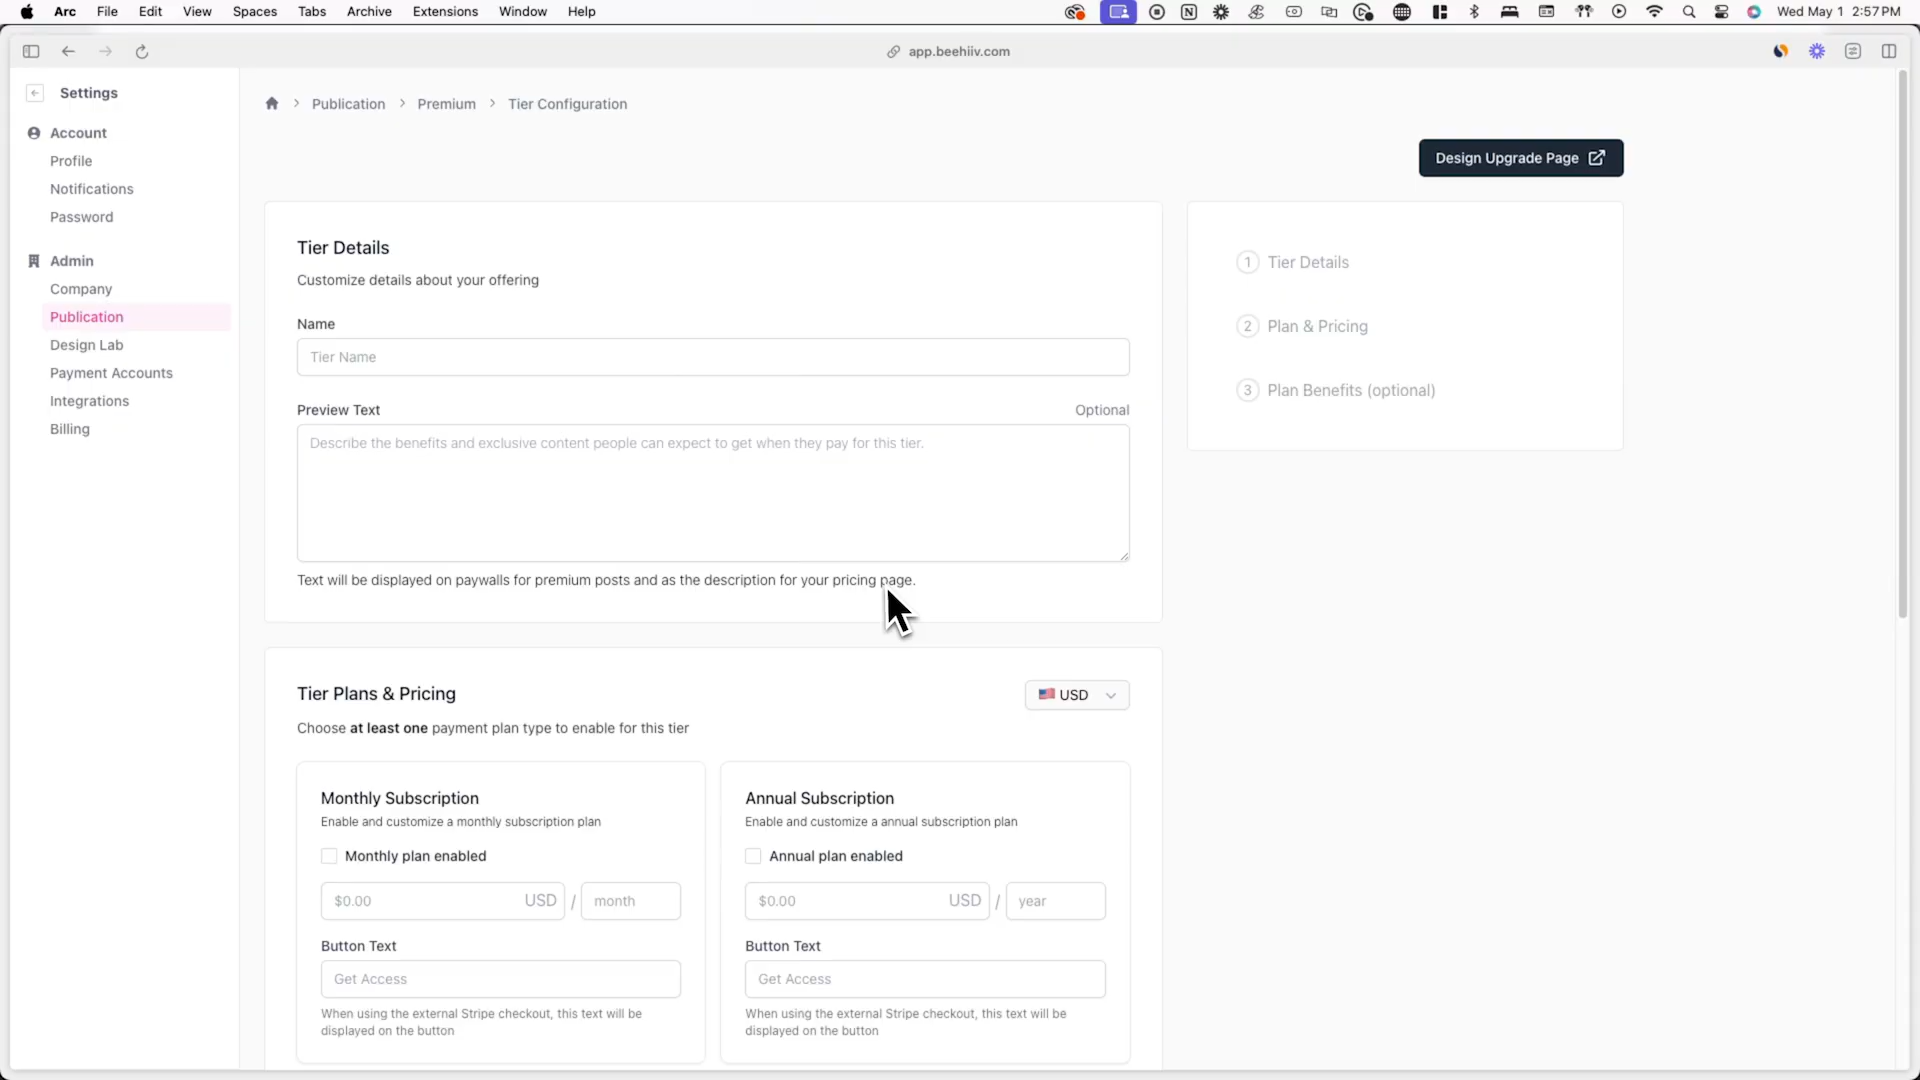 Arc File Edit View Spaces Tabs Archive Extensions Window Help Wed May 1 2:57 PM
app.beehiiv.com
Settings
Account
Profile
Notifications
Password
Admin
Company
Publication
Design Lab
Payment Accounts
Integrations
Billing
Publication Premium Tier Configuration
Design Upgrade Page
Tier Details
Customize details about your offering
Name
Tier Name
Preview Text Optional
Describe the benefits and exclusive content people can expect to get when they pay for this tier.
Text will be displayed on paywalls for premium posts and as the description for your pricing page.
1 Tier Details
2 Plan & Pricing
3 Plan Benefits (optional)
Tier Plans & Pricing
USD
Choose at least one payment plan type to enable for this tier
Monthly Subscription
Enable and customize a monthly subscription plan
Monthly plan enabled
$0.00 USD / month
Button Text
Get Access
When using the external Stripe checkout, this text will be
displayed on the button
Annual Subscription
Enable and customize a annual subscription plan
Annual plan enabled
$0.00 USD / year
Button Text
Get Access
When using the external Stripe checkout, this text will be
displayed on the button